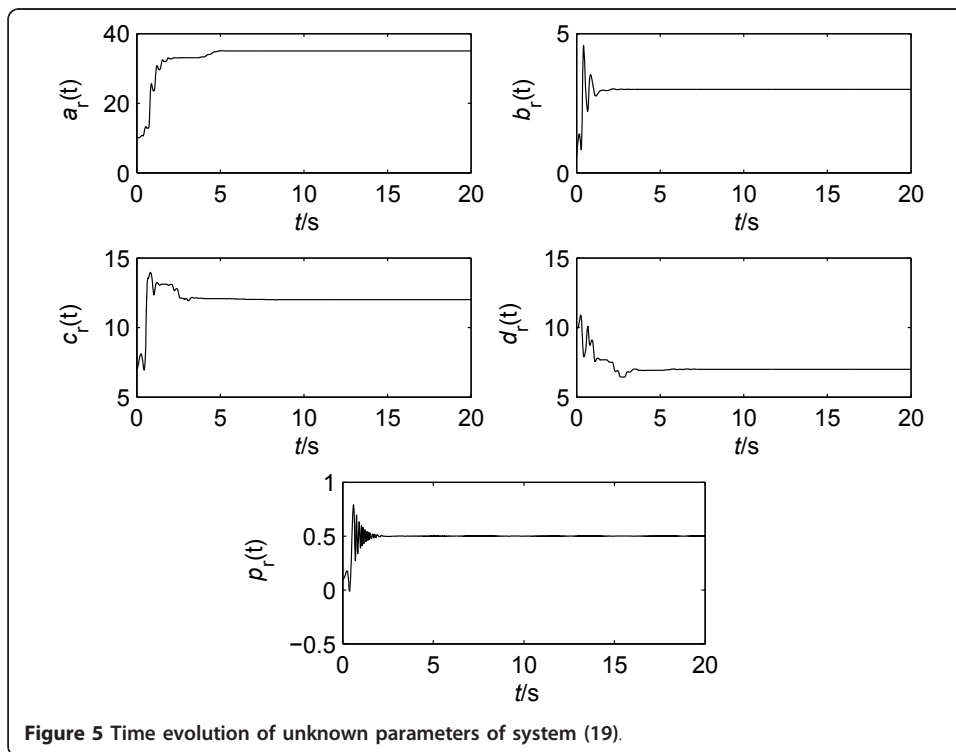 40
20
0
a_r(t)
0 5 10 15 20
t/s
5
0
b_r(t)
0 5 10 15 20
t/s
15
10
5
c_r(t)
0 5 10 15 20
t/s
15
10
5
d_r(t)
0 5 10 15 20
t/s
1
0.5
0
−0.5
p_r(t)
0 5 10 15 20
t/s
Figure 5 Time evolution of unknown parameters of system (19).